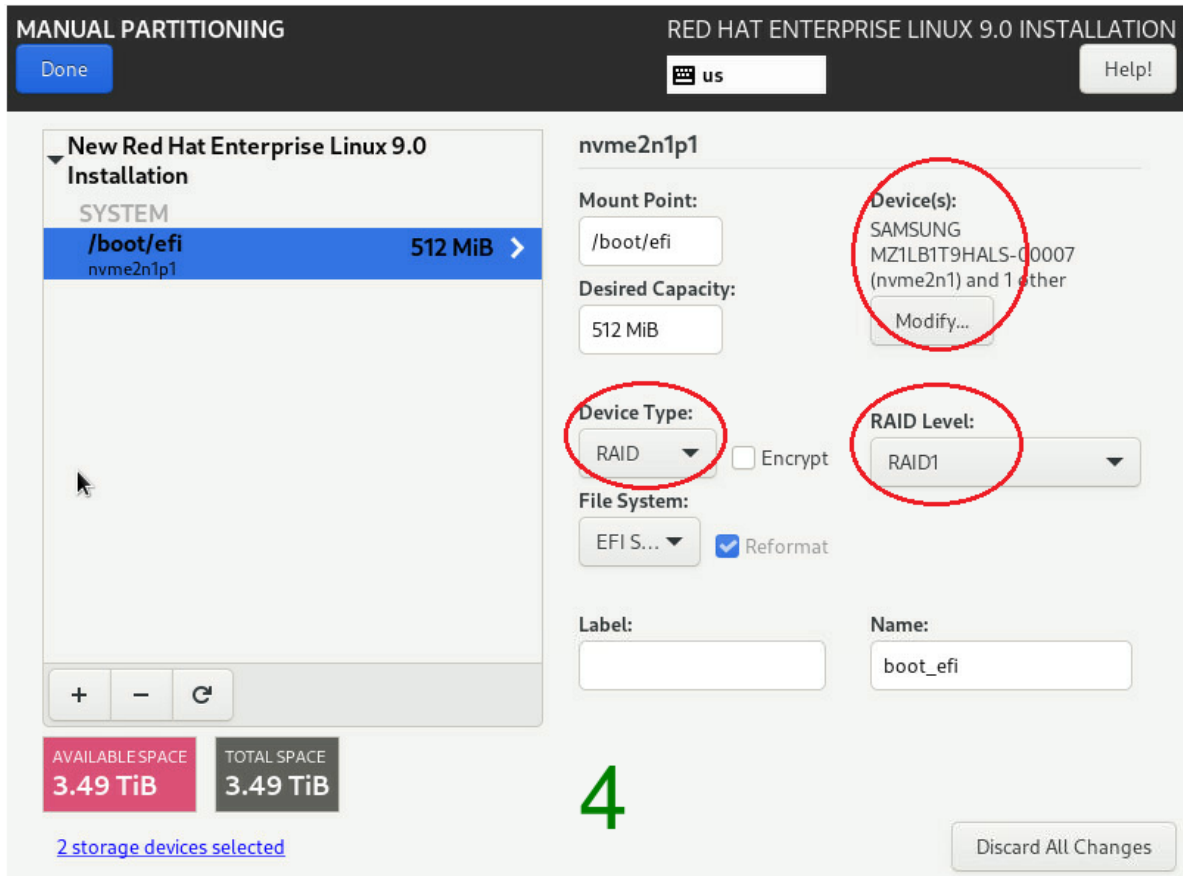 MANUAL PARTITIONING
RED HAT ENTERPRISE LINUX 9.0 INSTALLATION
Done
us
Help!
New Red Hat Enterprise Linux 9.0
Installation
SYSTEM
/boot/efi 512 MiB
nvme2n1p1
nvme2n1p1
Mount Point:
/boot/efi
Desired Capacity:
512 MiB
Device(s):
SAMSUNG
MZ1LB1T9HALS-00007
(nvme2n1) and 1 other
Modify...
Device Type:
RAID
Encrypt
RAID Level:
RAID1
File System:
EFI S...
Reformat
Label:
Name:
boot_efi
+ −
AVAILABLE SPACE
3.49 TiB
TOTAL SPACE
3.49 TiB
4
2 storage devices selected
Discard All Changes